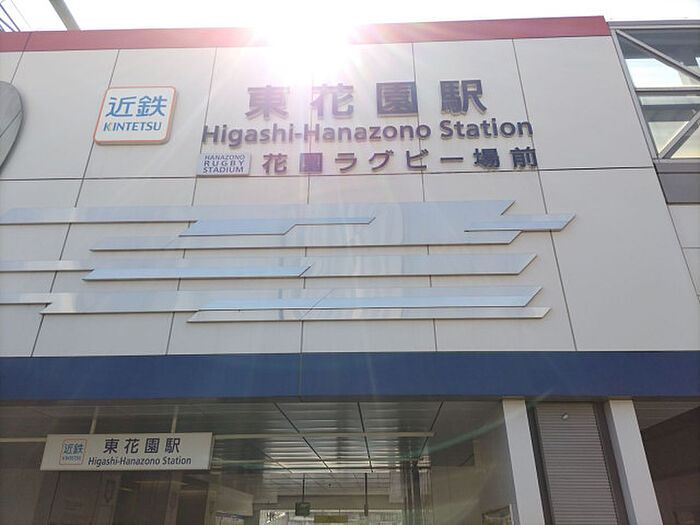 近鉄
KINTETSU
東花園駅
Higashi-Hanazono Station
HANAZONO
RUGBY
STADIUM
花園ラグビー場前
近鉄
KINTETSU
東花園駅
Higashi-Hanazono Station